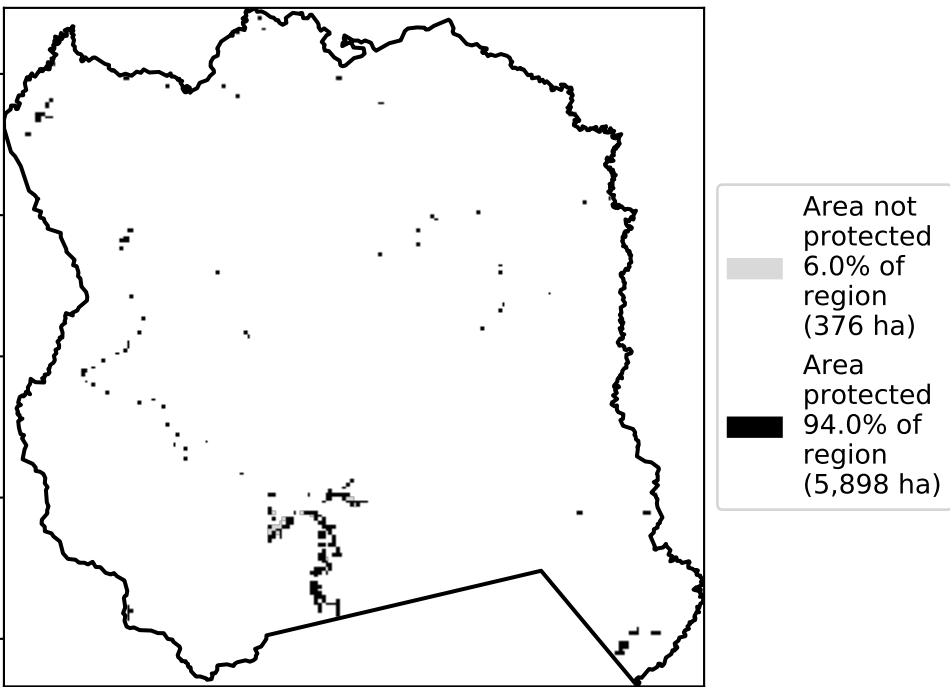 Area not
protected
6.0% of
region
(376 ha)
Area
protected
94.0% of
region
(5,898 ha)